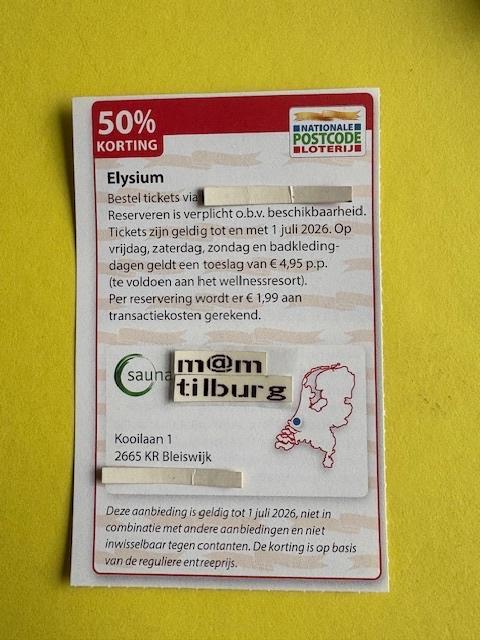 50%
KORTING
NATIONALE
POSTCODE
LOTERIJ
Elysium
Bestel tickets via
Reserveren is verplicht o.b.v. beschikbaarheid.
Tickets zijn geldig tot en met 1 juli 2026. Op
vrijdag, zaterdag, zondag en badkleding-
dagen geldt een toeslag van € 4,95 p.p.
(te voldoen aan het wellnessresort).
Per reservering wordt er € 1,99 aan
transactiekosten gerekend.
sauna
m@m
tilburg
Kooilaan 1
2665 KR Bleiswijk
Deze aanbieding is geldig tot 1 juli 2026, niet in
combinatie met andere aanbiedingen en niet
inwisselbaar tegen contanten. De korting is op basis
van de reguliere entreeprijs.